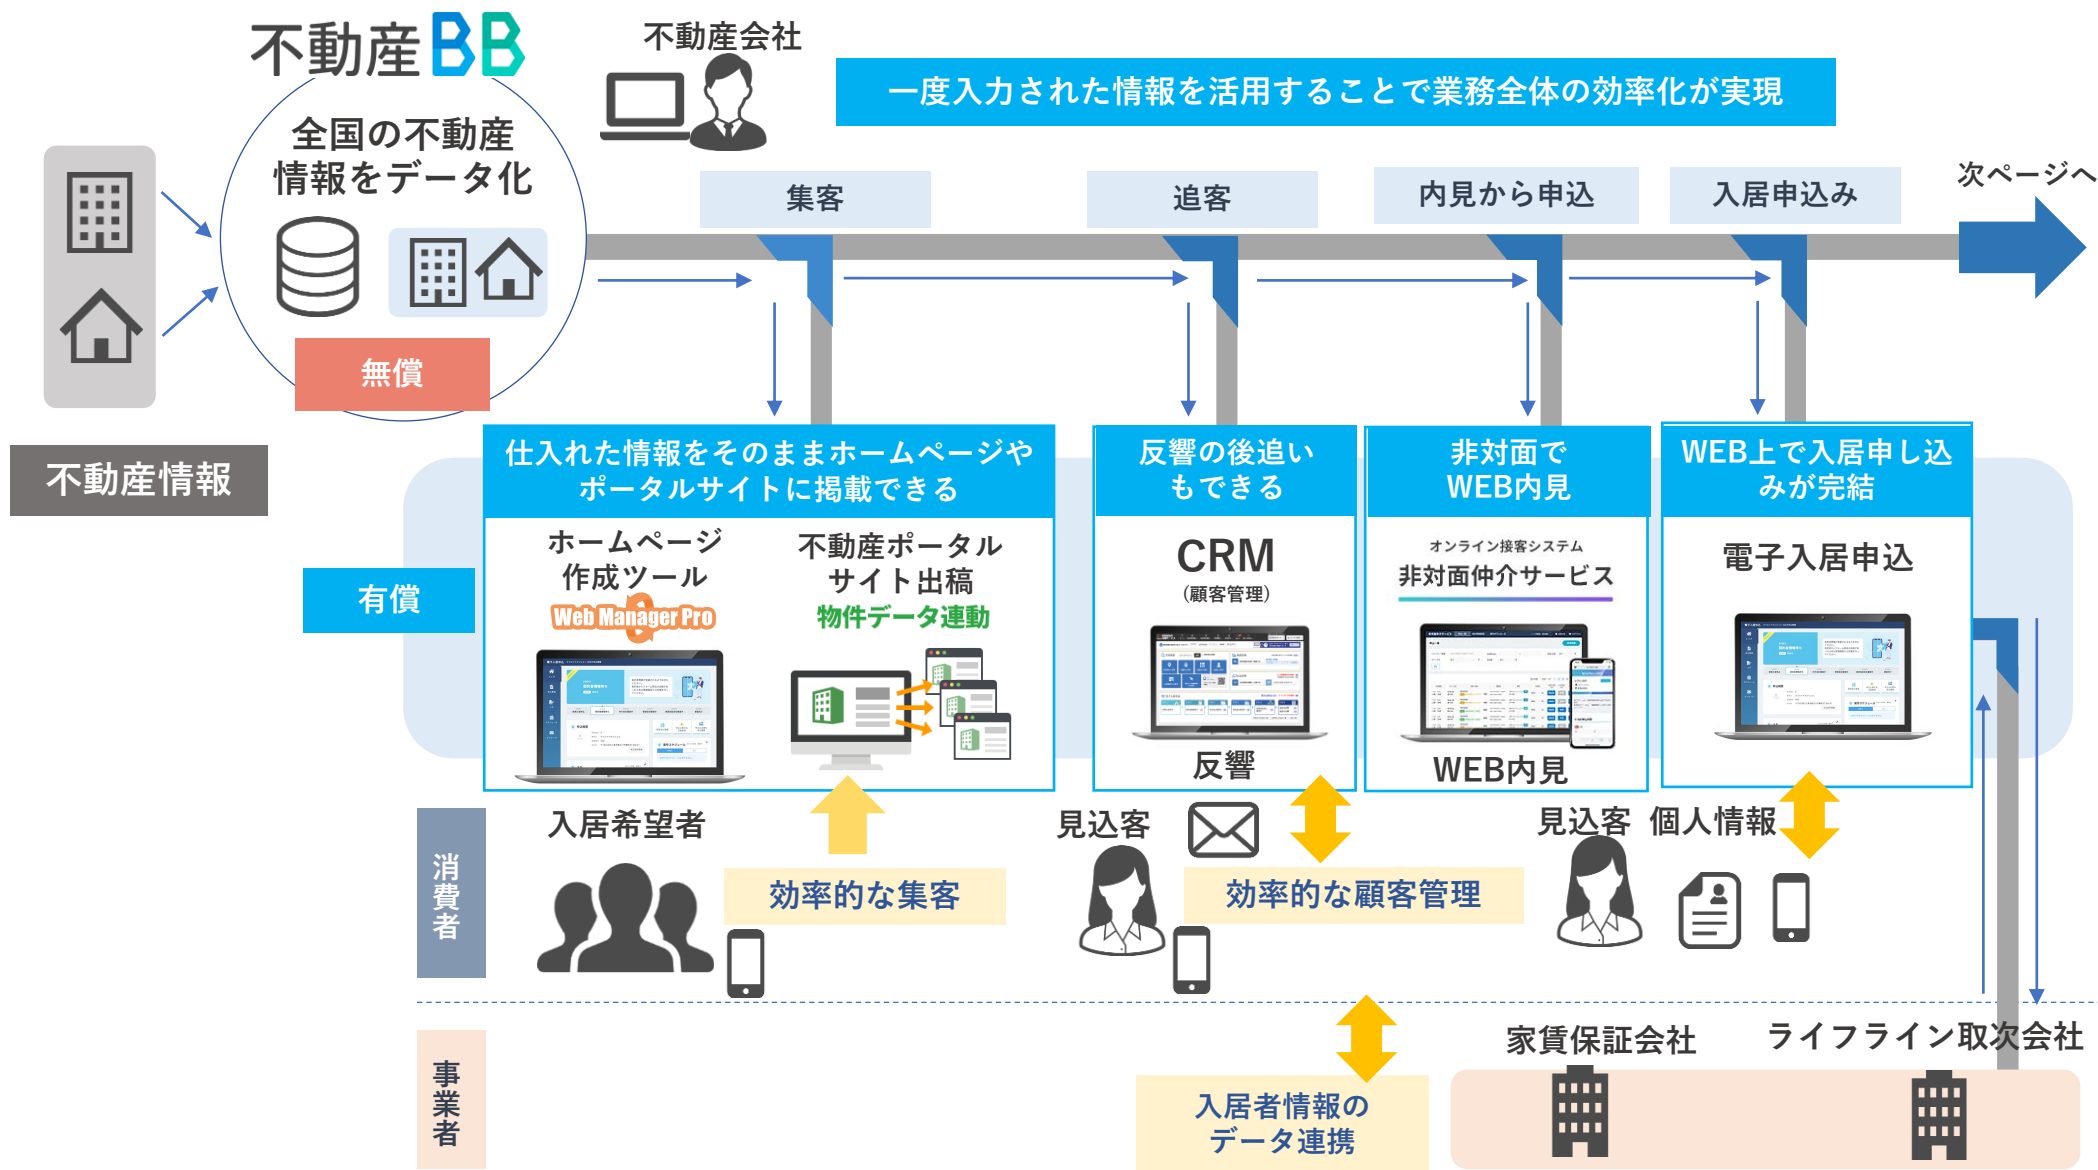 不動産BB
不動産会社
一度入力された情報を活用することで業務全体の効率化が実現
全国の不動産
情報をデータ化
無償
不動産情報
集客
追客
内見から申込
入居申込み
次ページへ
有償
仕入れた情報をそのままホームページや
ポータルサイトに掲載できる
ホームページ
作成ツール
Web Manager Pro
不動産ポータル
サイト出稿
物件データ連動
反響の後追い
もできる
CRM
(顧客管理)
反響
非対面で
WEB内見
オンライン接客システム
非対面仲介サービス
WEB内見
WEB上で入居申し込
みが完結
電子入居申込
消費者
入居希望者
効率的な集客
見込客
効率的な顧客管理
見込客
個人情報
事業者
入居者情報の
データ連携
家賃保証会社
ライフライン取次会社